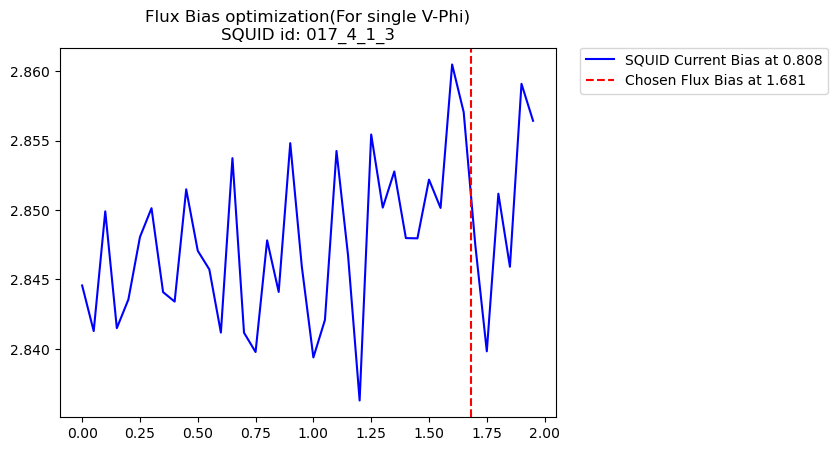 Flux Bias optimization(For single V-Phi)
SQUID id: 017_4_1_3
SQUID Current Bias at 0.808
Chosen Flux Bias at 1.681
2.860
2.855
2.850
2.845
2.840
0.00 0.25 0.50 0.75 1.00 1.25 1.50 1.75 2.00